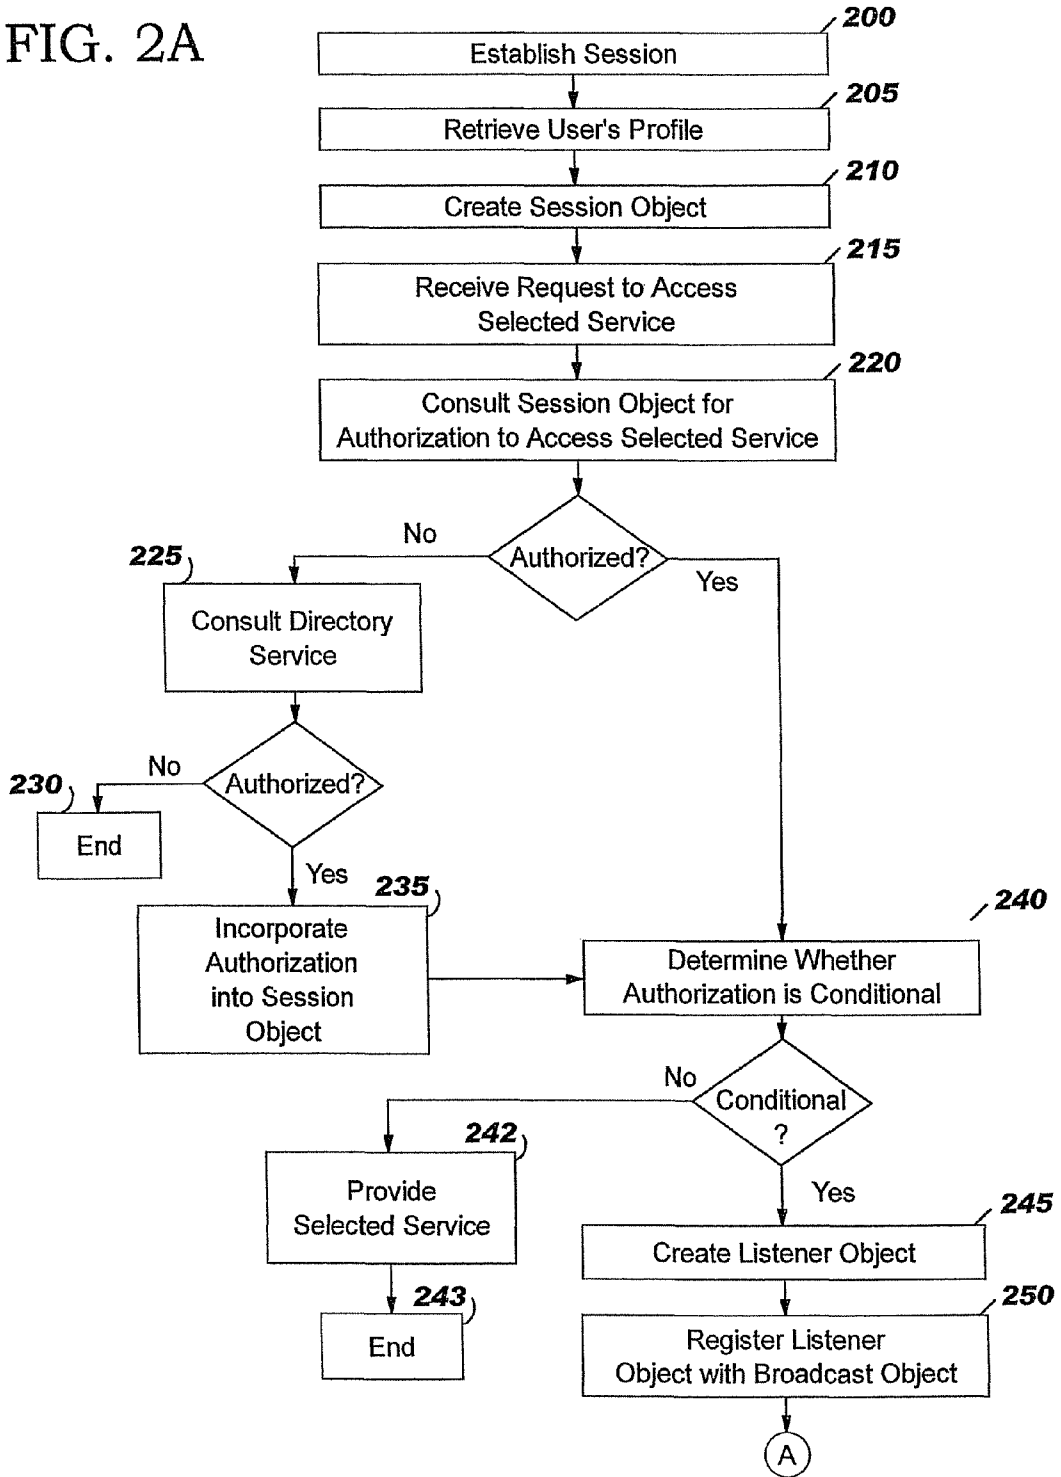 FIG. 2A
200
Establish Session
205
Retrieve User's Profile
210
Create Session Object
215
Receive Request to Access
Selected Service
220
Consult Session Object for
Authorization to Access Selected Service
No
Authorized?
Yes
225
Consult Directory
Service
No
Authorized?
230
End
Yes
235
Incorporate
Authorization
into Session
Object
240
Determine Whether
Authorization is Conditional
No
Conditional
?
242
Provide
Selected Service
Yes
245
Create Listener Object
243
End
250
Register Listener
Object with Broadcast Object
A